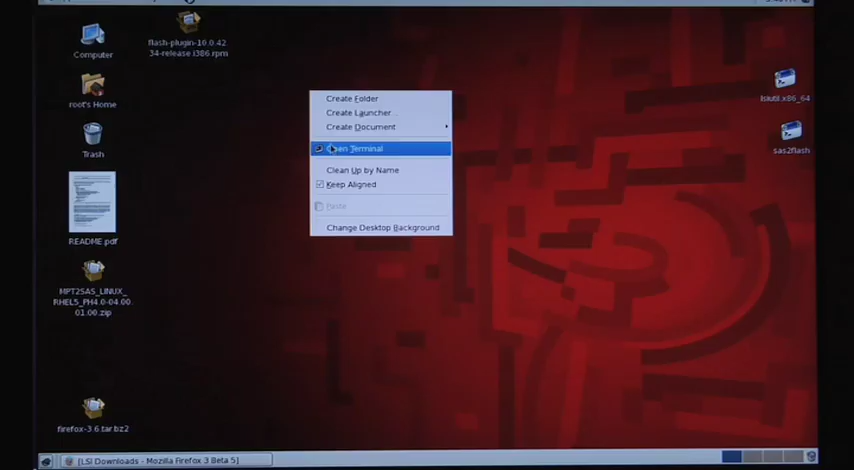 Computer
flash-plugin-10.0.42.
34-release.i386.rpm
root's Home
Trash
README.pdf
MPT2SAS_LINUX_
RHEL5_PH4.0-04.00.
01.00.zip
firefox-3.6.tar.bz2
Create Folder
Create Launcher...
Create Document
Open Terminal
Clean Up by Name
Keep Aligned
Paste
Change Desktop Background
lsiutil.x86_64
sas2flash
[LSI Downloads - Mozilla Firefox 3 Beta 5]